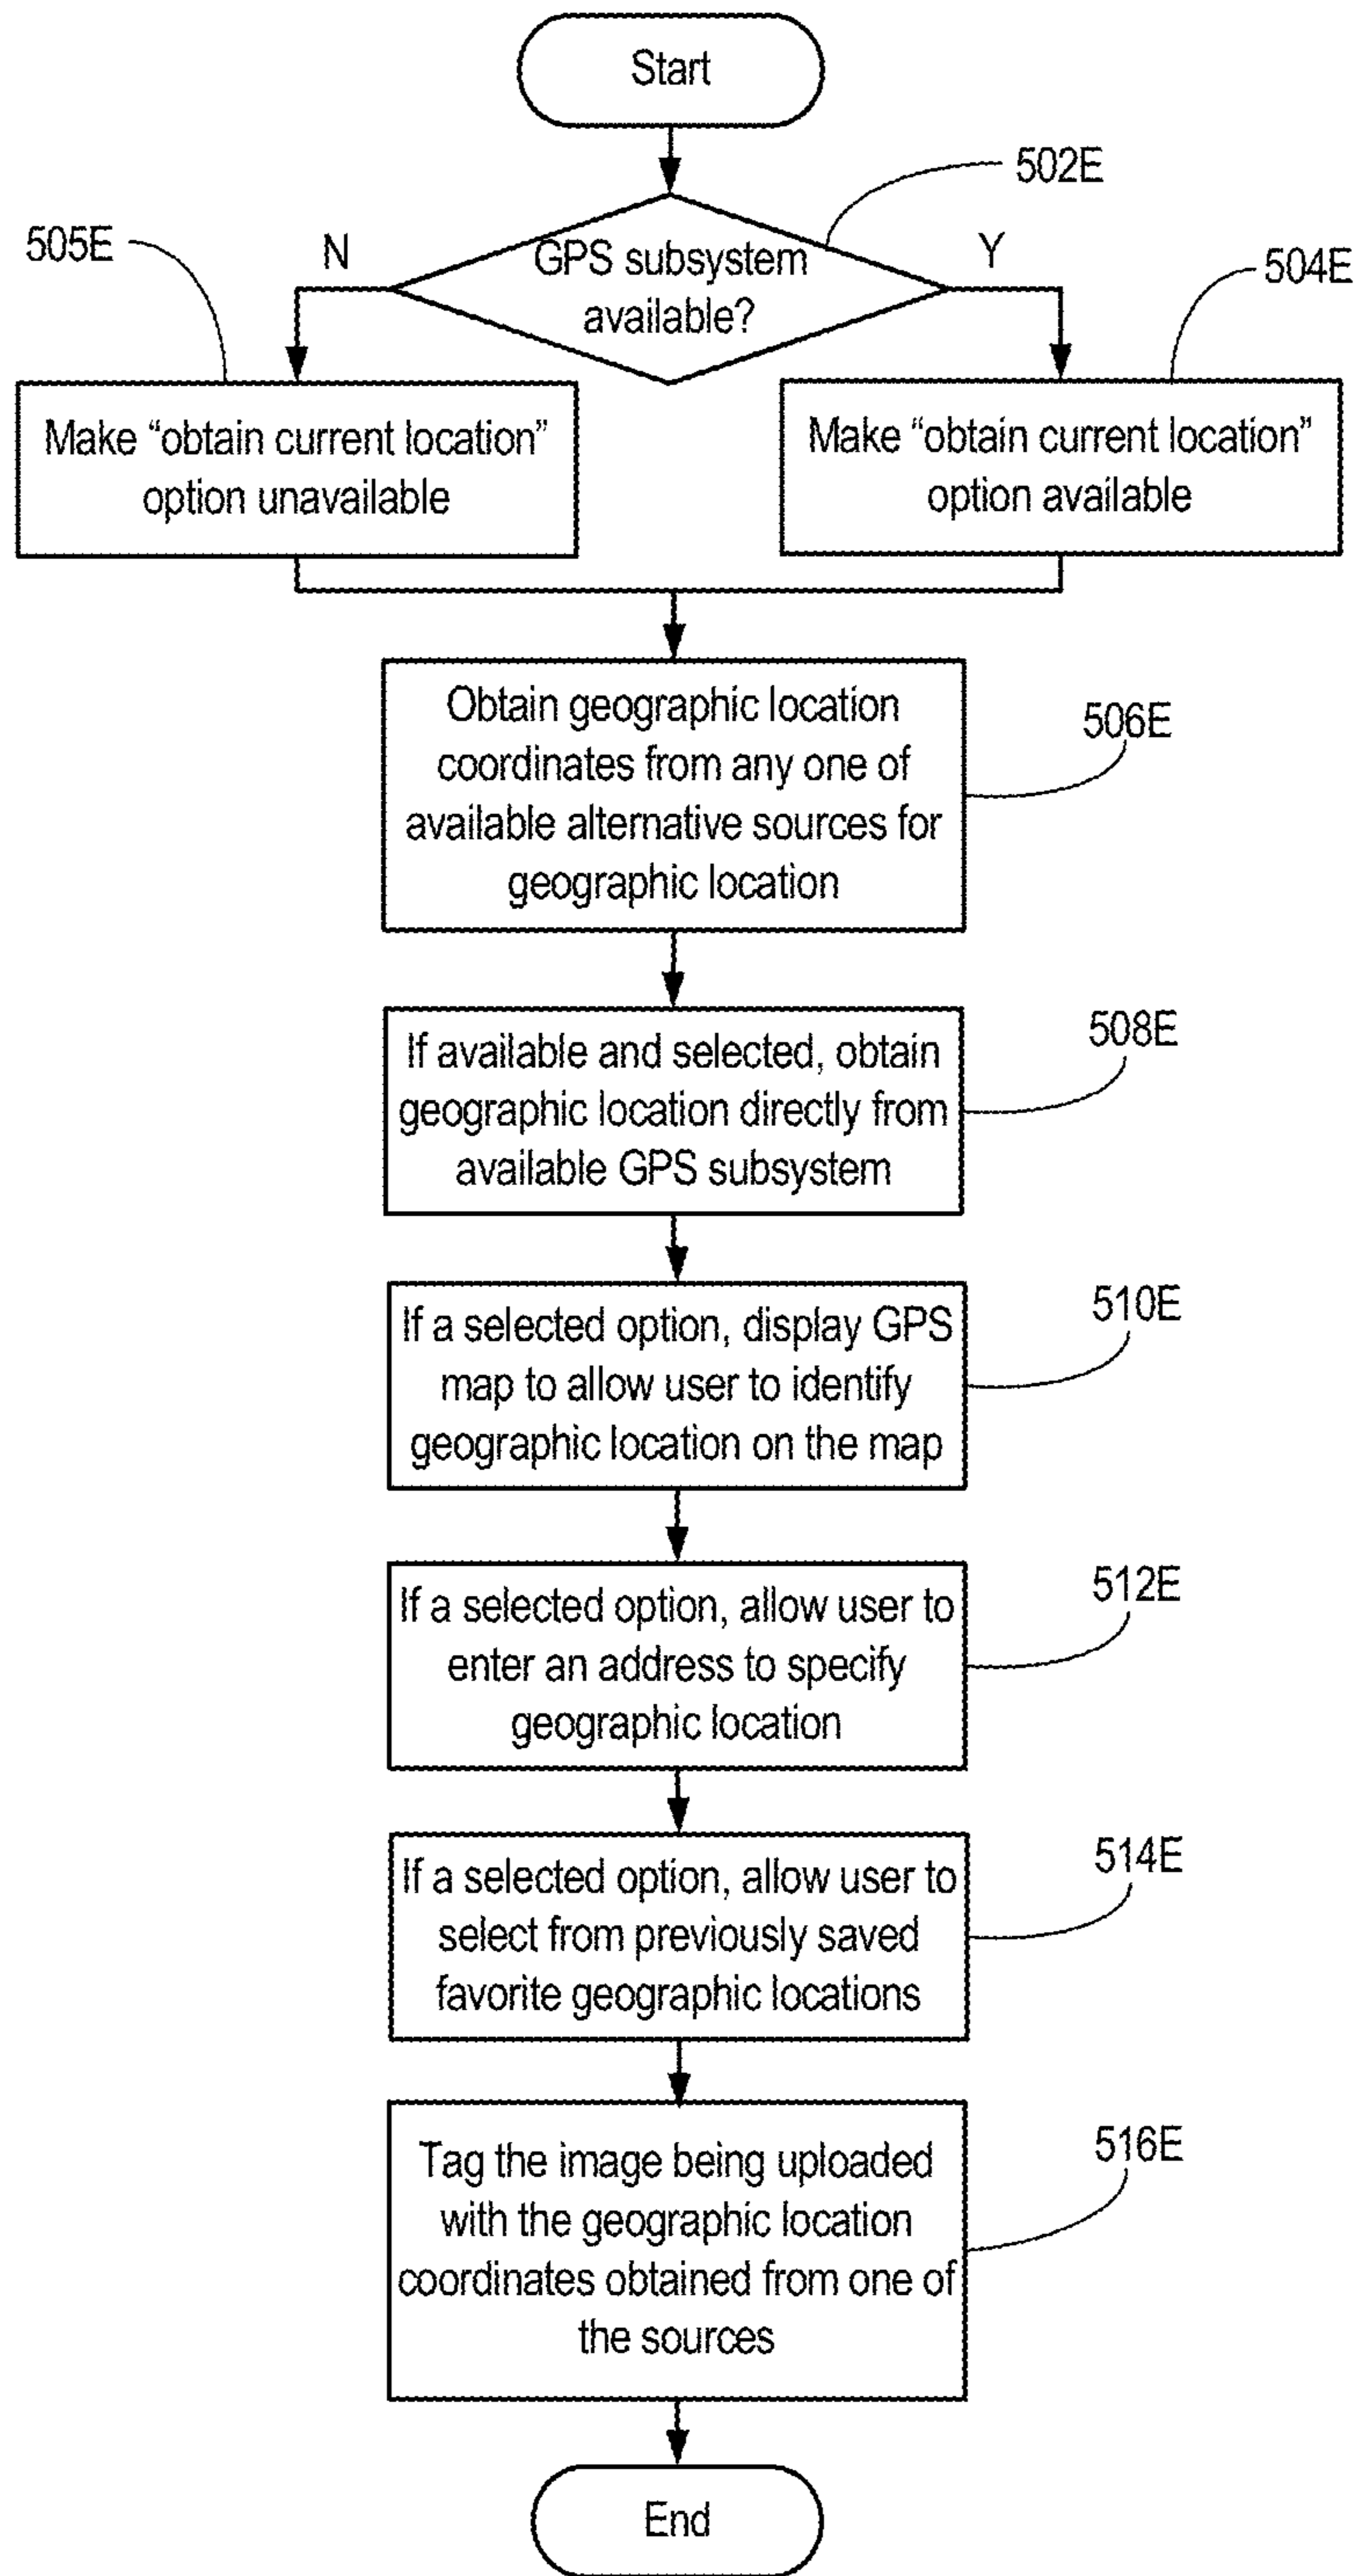 Start
502E
505E
N
GPS subsystem
available?
Y
504E
Make “obtain current location”
option unavailable
Make “obtain current location”
option available
Obtain geographic location
coordinates from any one of
available alternative sources for
geographic location
506E
If available and selected, obtain
geographic location directly from
available GPS subsystem
508E
If a selected option, display GPS
map to allow user to identify
geographic location on the map
510E
If a selected option, allow user to
enter an address to specify
geographic location
512E
If a selected option, allow user to
select from previously saved
favorite geographic locations
514E
Tag the image being uploaded
with the geographic location
coordinates obtained from one of
the sources
516E
End